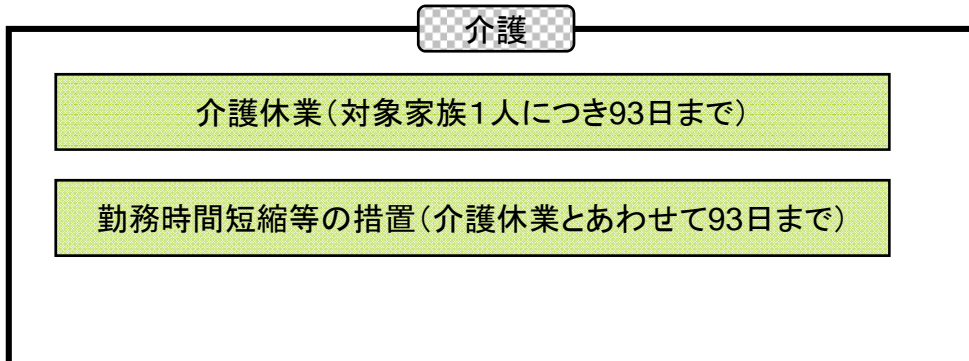 介護
介護休業（対象家族１人につき93日まで）
勤務時間短縮等の措置（介護休業とあわせて93日まで）